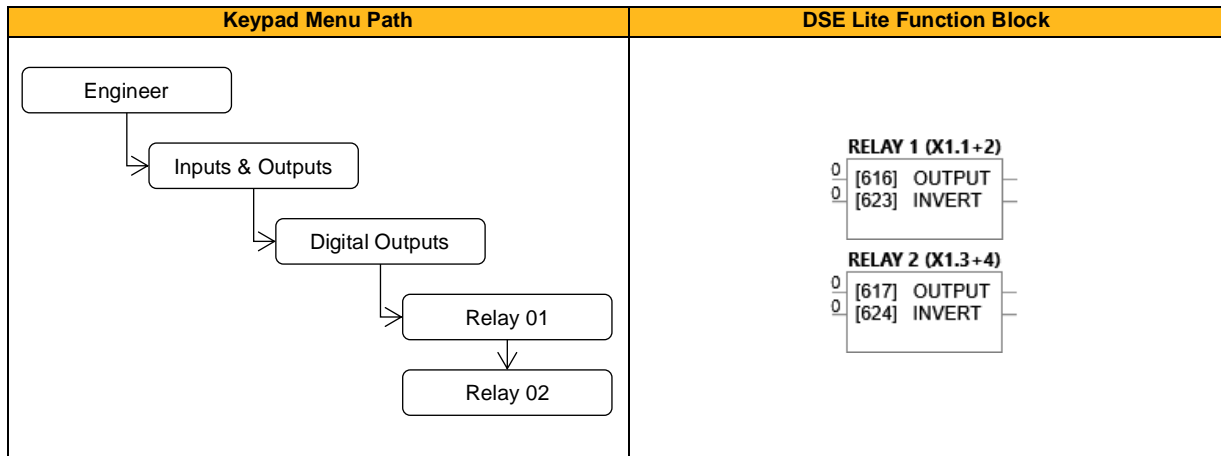 Keypad Menu Path
DSE Lite Function Block
Engineer
Inputs & Outputs
Digital Outputs
Relay 01
Relay 02
RELAY 1 (X1.1+2)
0 [616] OUTPUT
0 [623] INVERT
RELAY 2 (X1.3+4)
0 [617] OUTPUT
0 [624] INVERT